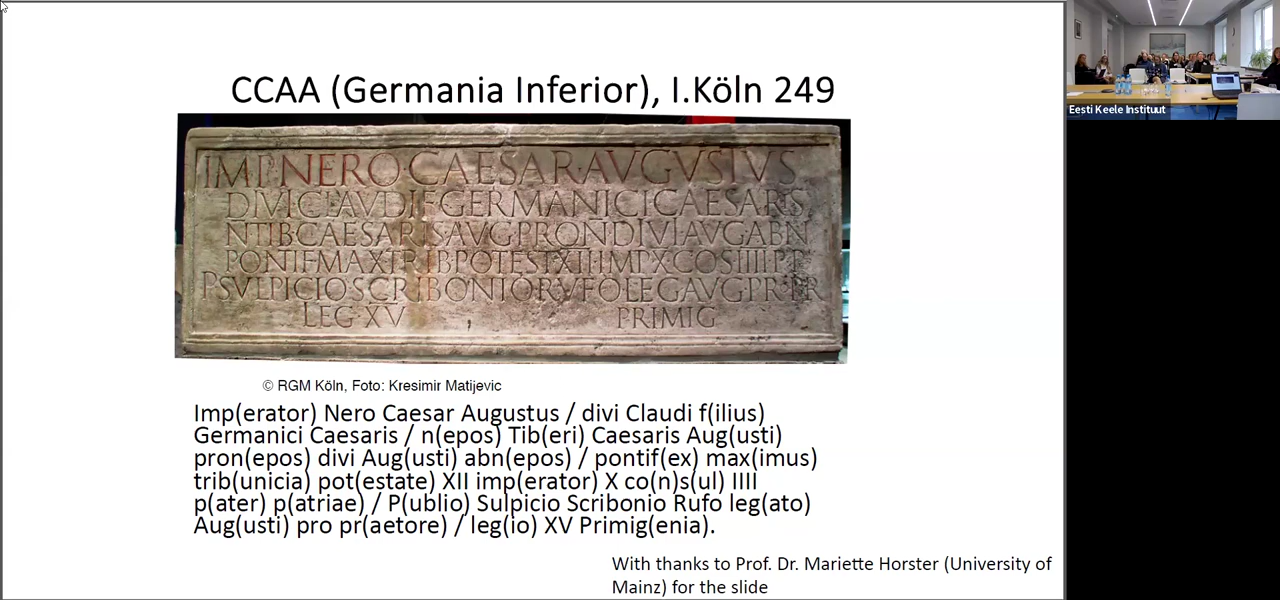 CCAA (Germania Inferior), I.Köln 249
IMP·NERO·CAESAR·AVGVSTVS
DIVI CLAVDI F GERMANICI CAESARIS
N TIB CAESARIS AVG PRON DIVI AVG ABN
PONTIF MAX TRIB POTEST XII IMP X COS IIII P P
P SVLPICIO SCRIBONIO RVFO LEG AVG PR PR
LEG XV PRIMIG
© RGM Köln, Foto: Kresimir Matijevic
Imp(erator) Nero Caesar Augustus / divi Claudi f(ilius)
Germanici Caesaris / n(epos) Tib(eri) Caesaris Aug(usti)
pron(epos) divi Aug(usti) abn(epos) / pontif(ex) max(imus)
trib(unicia) pot(estate) XII imp(erator) X co(n)s(ul) IIII
p(ater) p(atriae) / P(ublio) Sulpicio Scribonio Rufo leg(ato)
Aug(usti) pro pr(aetore) / leg(io) XV Primig(enia).
With thanks to Prof. Dr. Mariette Horster (University of
Mainz) for the slide
Eesti Keele Instituut